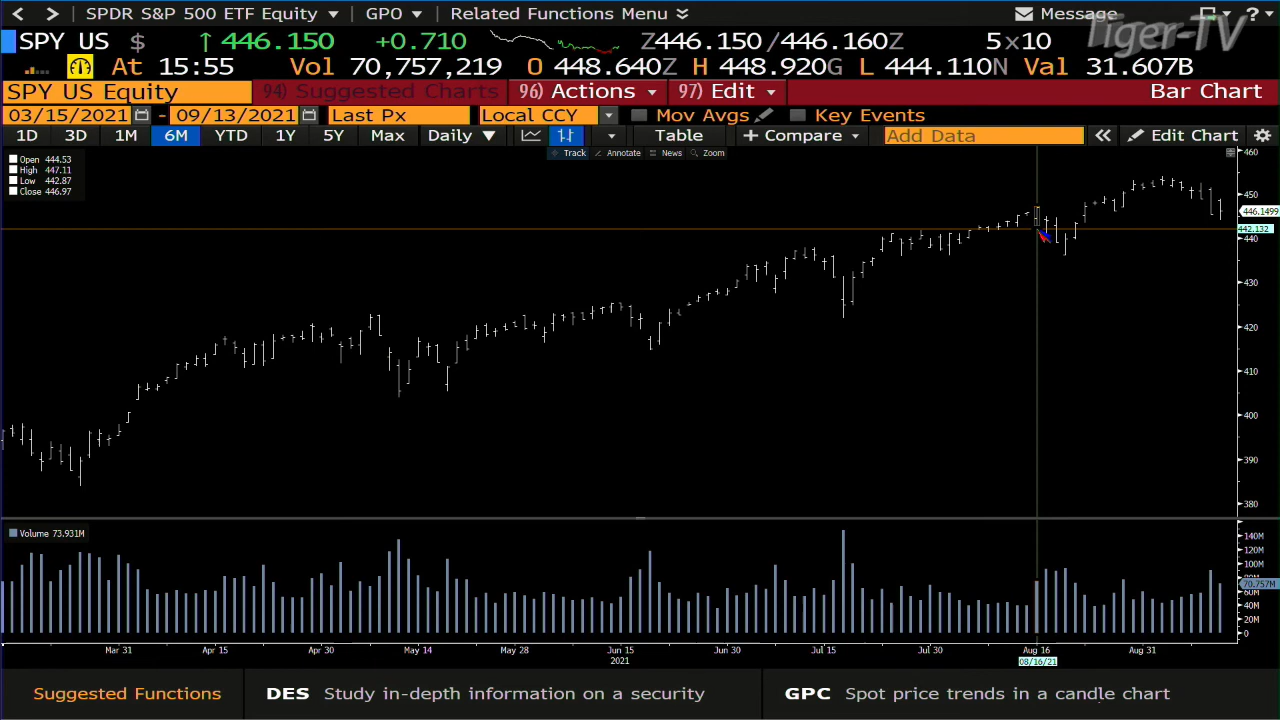 SPDR S&P 500 ETF Equity GPO Related Functions Menu Message ?
Tiger-TV
SPY US $ ↑ 446.150 +0.710 Z446.150/446.160Z 5x10
At 15:55 Vol 70,757,219 O 448.640Z H 448.920G L 444.110N Val 31.607B
SPY US Equity 94) Suggested Charts 96) Actions 97) Edit Bar Chart
03/15/2021 - 09/13/2021 Last Px Local CCY Mov Avgs Key Events
1D 3D 1M 6M YTD 1Y 5Y Max Daily Table + Compare Add Data « Edit Chart
Track Annotate News Zoom
Open 444.53
High 447.11
Low 442.87
Close 446.97
460
450
446.1499
442.132
440
430
420
410
400
390
380
Volume 73.931M
140M
120M
100M
70.757M
60M
40M
20M
0
Mar 31 Apr 15 Apr 30 May 14 May 28 Jun 15 Jun 30 Jul 15 Jul 30 Aug 16 Aug 31
2021 08/16/21
Suggested Functions DES Study in-depth information on a security GPC Spot price trends in a candle chart